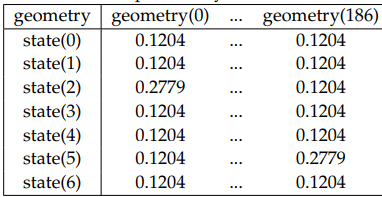 geometry geometry(0) ... geometry(186)
state(0) 0.1204 ... 0.1204
state(1) 0.1204 ... 0.1204
state(2) 0.2779 ... 0.1204
state(3) 0.1204 ... 0.1204
state(4) 0.1204 ... 0.1204
state(5) 0.1204 ... 0.2779
state(6) 0.1204 ... 0.1204